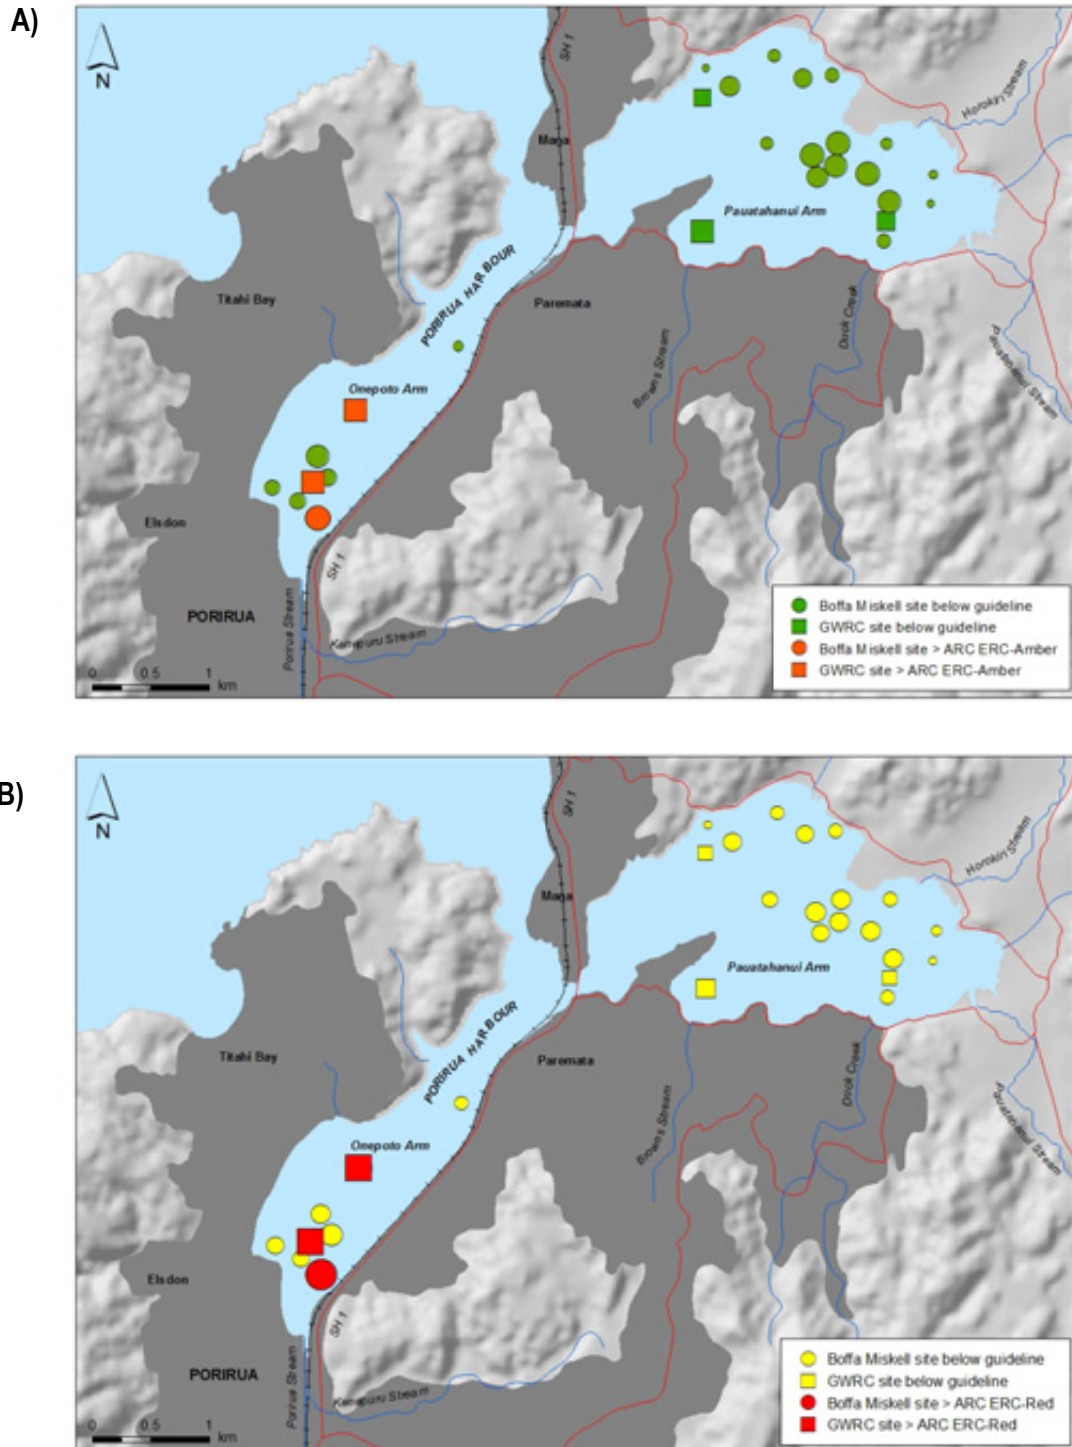 A)
N
SH 1
Horokiri Stream
Mana
Pauatahanui Arm
PORIRUA HARBOUR
Titahi Bay
Paremata
Duck Creek
Browns Stream
Pauatahanui Stream
Onepoto Arm
Elsdon
SH 1
PORIRUA
Porirua Stream
Kenepuru Stream
0 0.5 1
km
Boffa Miskell site below guideline
GWRC site below guideline
Boffa Miskell site > ARC ERC-Amber
GWRC site > ARC ERC-Amber
B)
N
SH 1
Horokiri Stream
Mana
Pauatahanui Arm
PORIRUA HARBOUR
Titahi Bay
Paremata
Duck Creek
Browns Stream
Pauatahanui Stream
Onepoto Arm
Elsdon
SH 1
PORIRUA
Porirua Stream
Kenepuru Stream
0 0.5 1
km
Boffa Miskell site below guideline
GWRC site below guideline
Boffa Miskell site > ARC ERC-Red
GWRC site > ARC ERC-Red